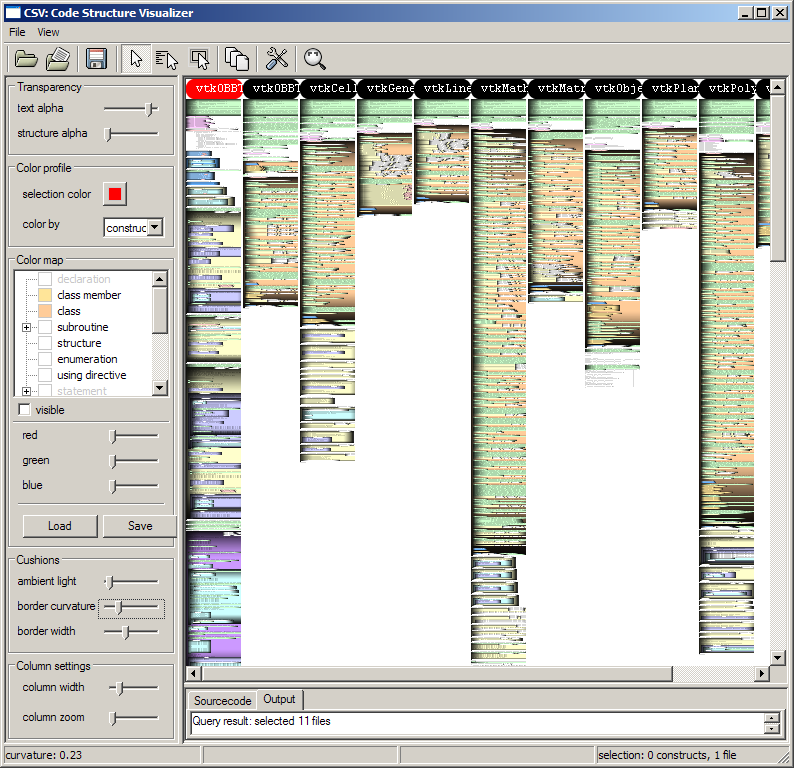 CSV: Code Structure Visualizer
File View
vtkOBBT vtkOBBT vtkCell vtkGene vtkLine vtkMath vtkMatr vtkObje vtkPlan vtkPoly
Transparency
text alpha
structure alpha
Color profile
selection color
color by construc
Color map
declaration
class member
class
subroutine
structure
enumeration
using directive
statement
visible
red
green
blue
Load Save
Cushions
ambient light
border curvature
border width
Column settings
column width
column zoom
Sourcecode Output
Query result: selected 11 files
curvature: 0.23 selection: 0 constructs, 1 file